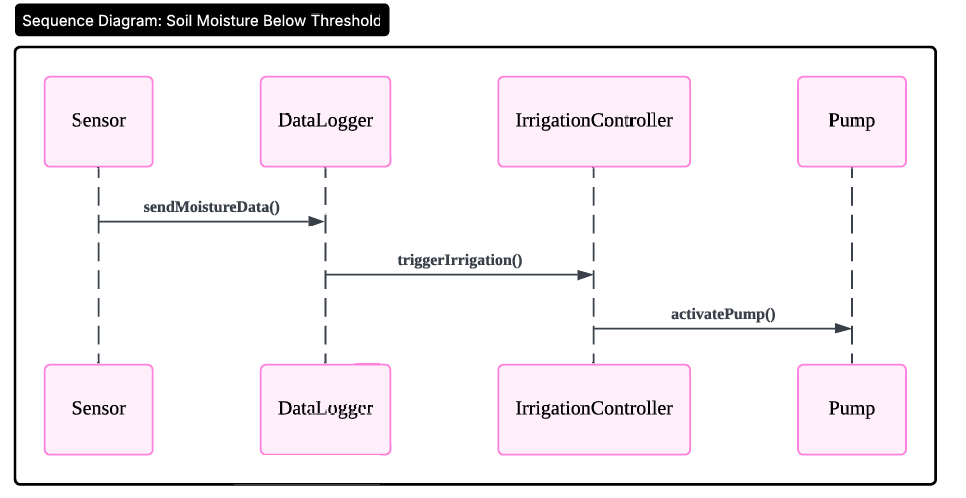 Sequence Diagram: Soil Moisture Below Threshold
Sensor
DataLogger
IrrigationController
Pump
sendMoistureData()
triggerIrrigation()
activatePump()
Sensor
DataLogger
IrrigationController
Pump